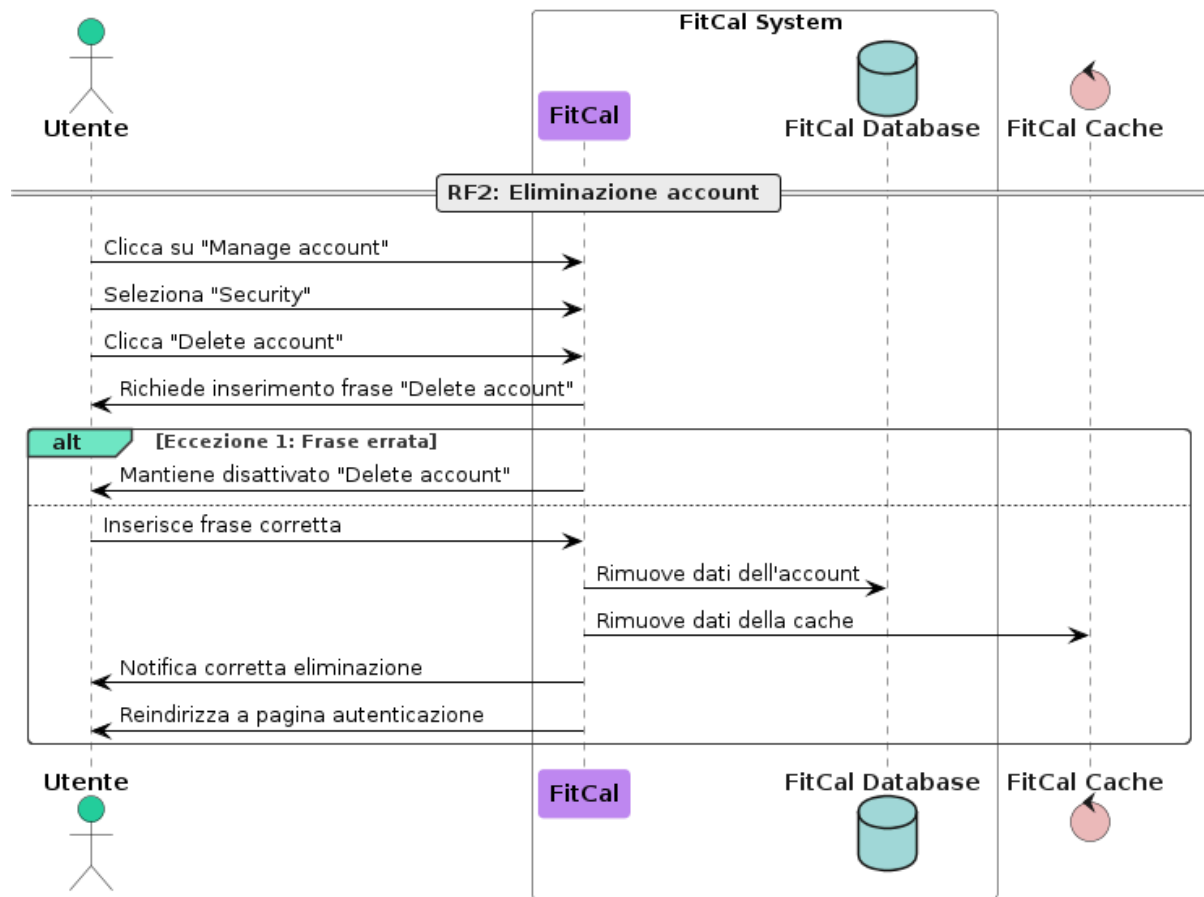 FitCal System
Utente
FitCal
FitCal Database
FitCal Cache
RF2: Eliminazione account
Clicca su "Manage account"
Seleziona "Security"
Clicca "Delete account"
Richiede inserimento frase "Delete account"
alt [Eccezione 1: Frase errata]
Mantiene disattivato "Delete account"
Inserisce frase corretta
Rimuove dati dell'account
Rimuove dati della cache
Notifica corretta eliminazione
Reindirizza a pagina autenticazione
Utente
FitCal
FitCal Database
FitCal Cache